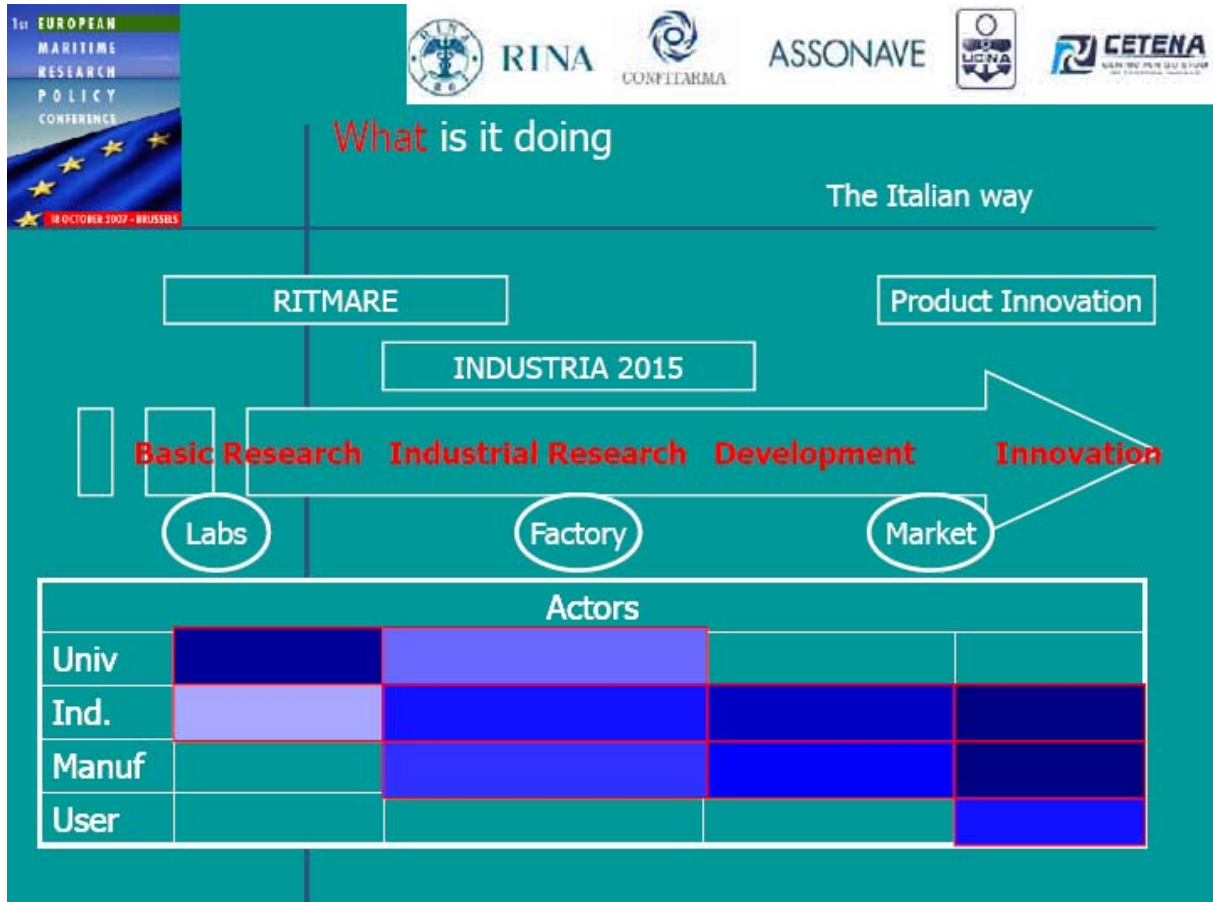 1st EUROPEAN
MARITIME
RESEARCH
POLICY
CONFERENCE
18 OCTOBER 2007 - BRUSSELS
RINA
RINA
CONFITARMA
ASSONAVE
UCINA
CETENA
What is it doing
The Italian way
RITMARE
Product Innovation
INDUSTRIA 2015
Basic Research Industrial Research Development Innovation
Labs
Factory
Market
Actors
Univ
Ind.
Manuf
User